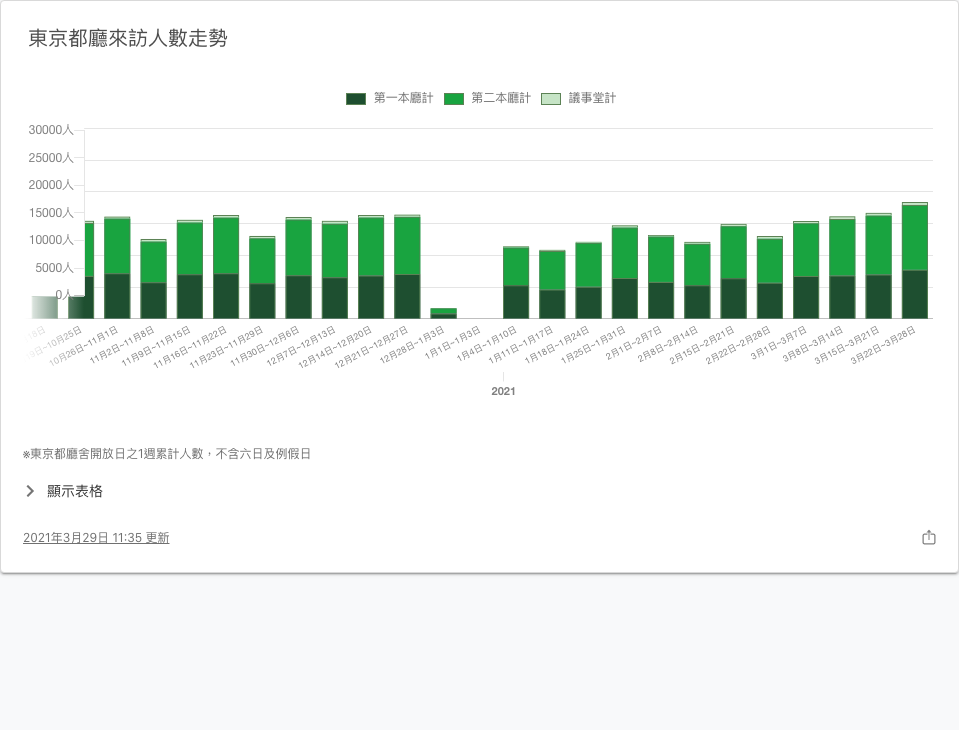 東京都廳來訪人數走勢
第一本廳計 第二本廳計 議事堂計
30000人
25000人
20000人
15000人
10000人
5000人
0人
10月26日~11月1日
11月2日~11月8日
11月9日~11月15日
11月16日~11月22日
11月23日~11月29日
11月30日~12月6日
12月7日~12月13日
12月14日~12月20日
12月21日~12月27日
12月28日~1月3日
1月1日~1月3日
1月4日~1月10日
1月11日~1月17日
1月18日~1月24日
1月25日~1月31日
2月1日~2月7日
2月8日~2月14日
2月15日~2月21日
2月22日~2月28日
3月1日~3月7日
3月8日~3月14日
3月15日~3月21日
3月22日~3月28日
2021
※東京都廳舍開放日之1週累計人數，不含六日及例假日
顯示表格
2021年3月29日 11:35 更新